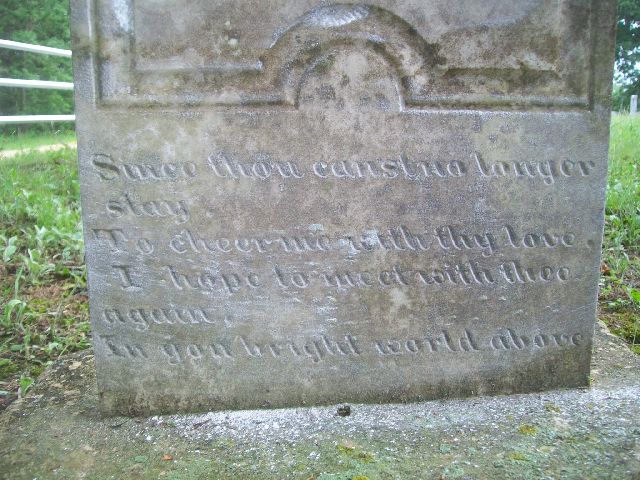 Since thou canst no longer
stay.
To cheer me with thy love.
I hope to meet with thee
again.
In yon bright world above